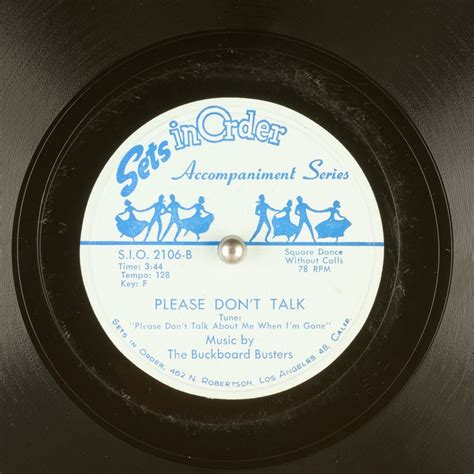 Sets inOrder
Accompaniment Series
S.I.O. 2106-B
Time: 3:44
Tempo: 128
Key: F
Square Dance
Without Calls
78 RPM
PLEASE DON'T TALK
Tune:
"Please Don't Talk About Me When I'm Gone"
Music by
The Buckboard Busters
Sets in Order, 462 N. Robertson, Los Angeles 48, Calif.